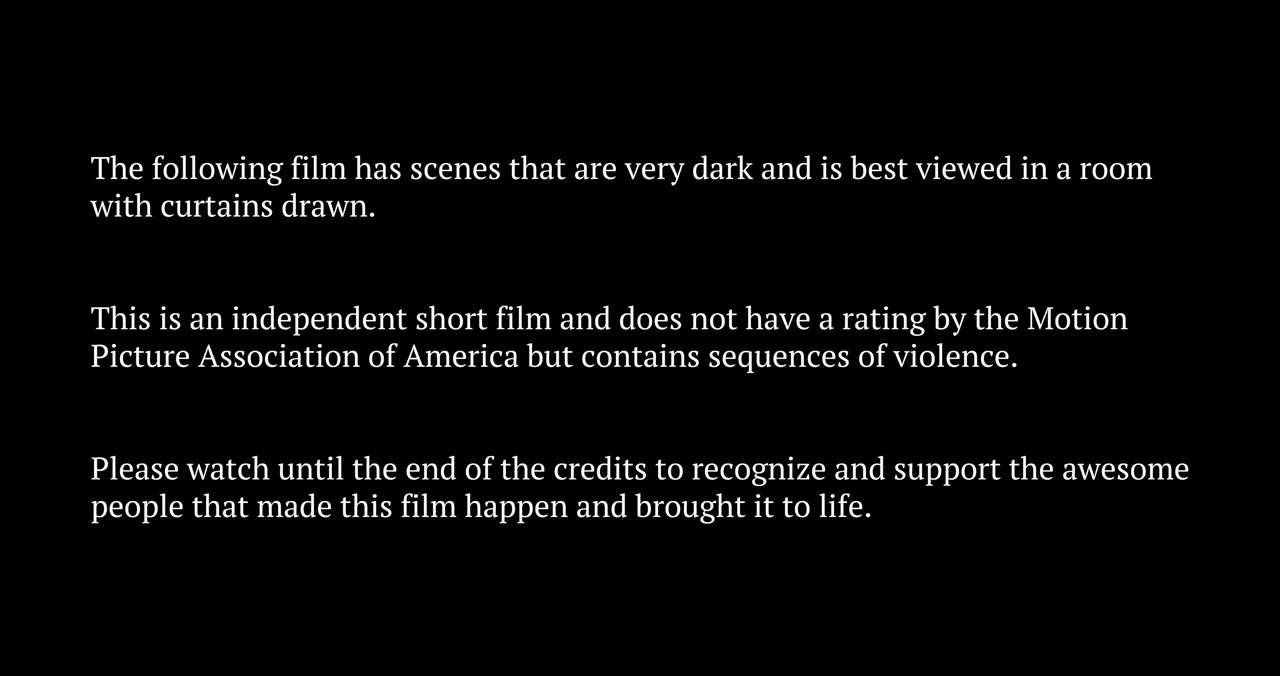 The following film has scenes that are very dark and is best viewed in a room
with curtains drawn.
This is an independent short film and does not have a rating by the Motion
Picture Association of America but contains sequences of violence.
Please watch until the end of the credits to recognize and support the awesome
people that made this film happen and brought it to life.